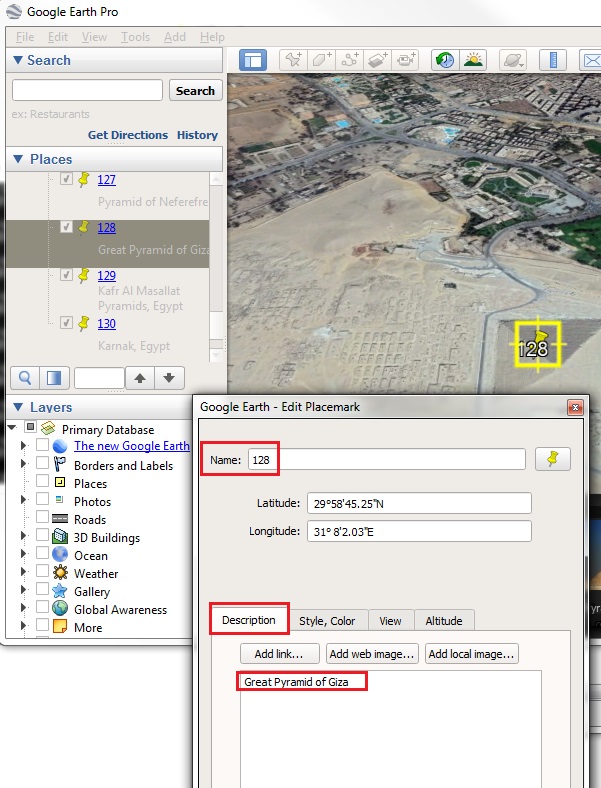 Google Earth Pro
File Edit View Tools Add Help
Search
Search
ex: Restaurants
Get Directions History
Places
127
Pyramid of Neferefre
128
Great Pyramid of Giza
129
Kafr Al Masallat
Pyramids, Egypt
130
Karnak, Egypt
128
Layers
Primary Database
The new Google Earth
Borders and Labels
Places
Photos
Roads
3D Buildings
Ocean
Weather
Gallery
Global Awareness
More
Google Earth - Edit Placemark
Name: 128
Latitude: 29°58'45.25"N
Longitude: 31° 8'2.03"E
Description Style, Color View Altitude
Add link... Add web image... Add local image...
Great Pyramid of Giza